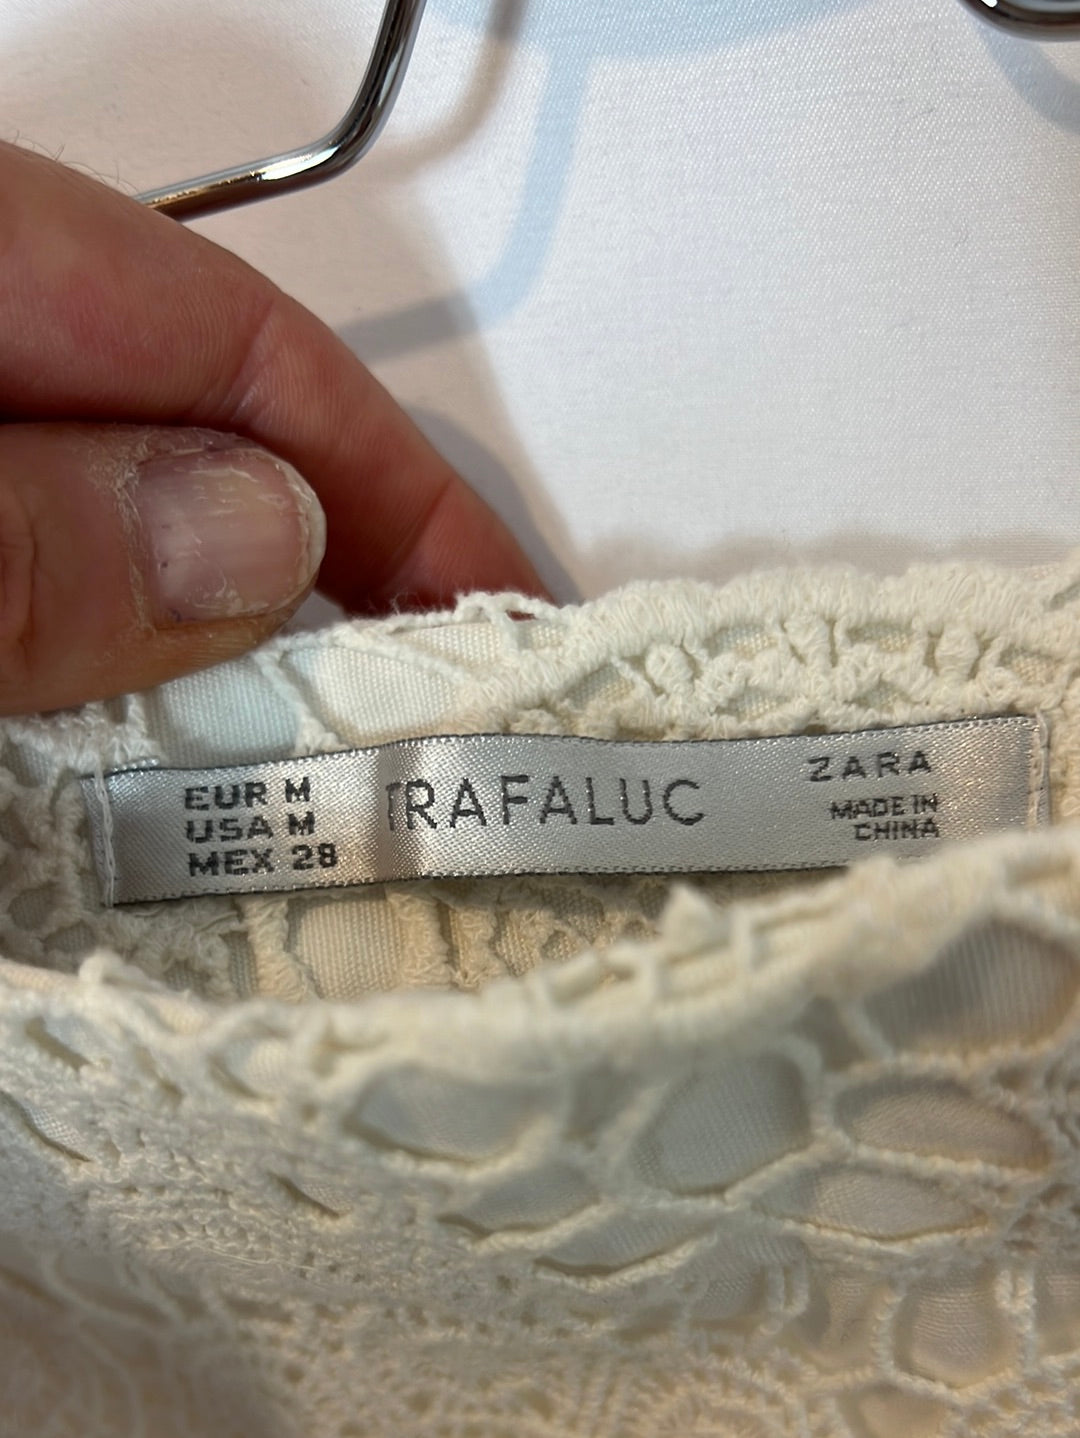 EUR M
USA M
MEX 28
TRAFALUC
ZARA
MADE IN
CHINA